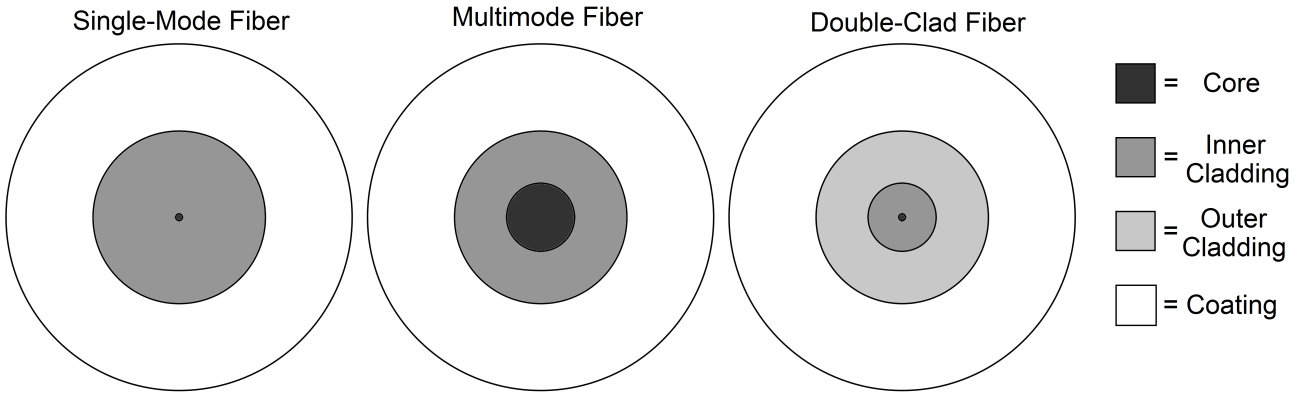 Single-Mode Fiber
Multimode Fiber
Double-Clad Fiber
= Core
= Inner
Cladding
= Outer
Cladding
= Coating